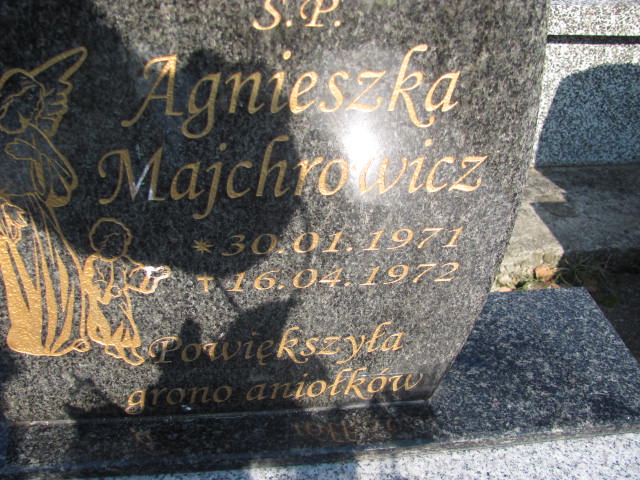 Ś.P.
Agnieszka
Majchrowicz
* 30.01.1971
† 16.04.1972
Powiększyła
grono aniołków